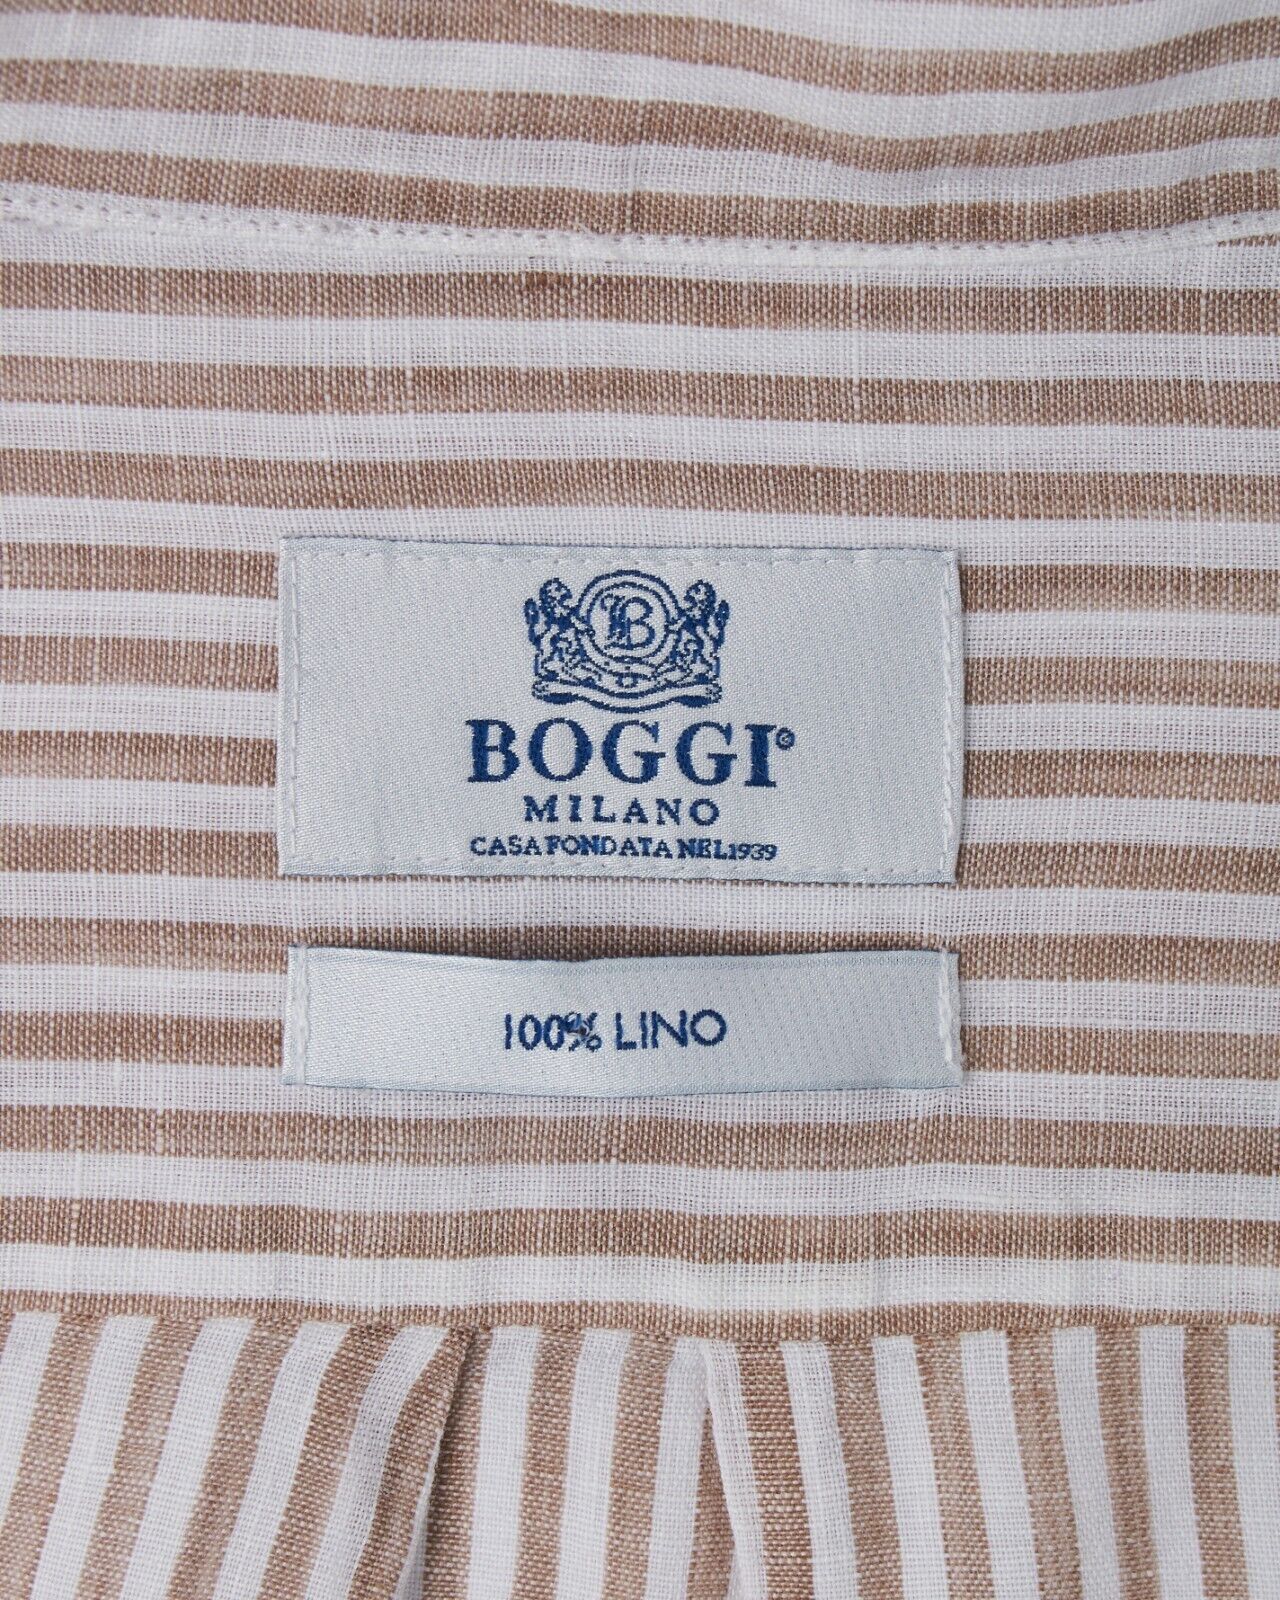 B
BOGGI®
MILANO
CASA FONDATA NEL 1939
100% LINO